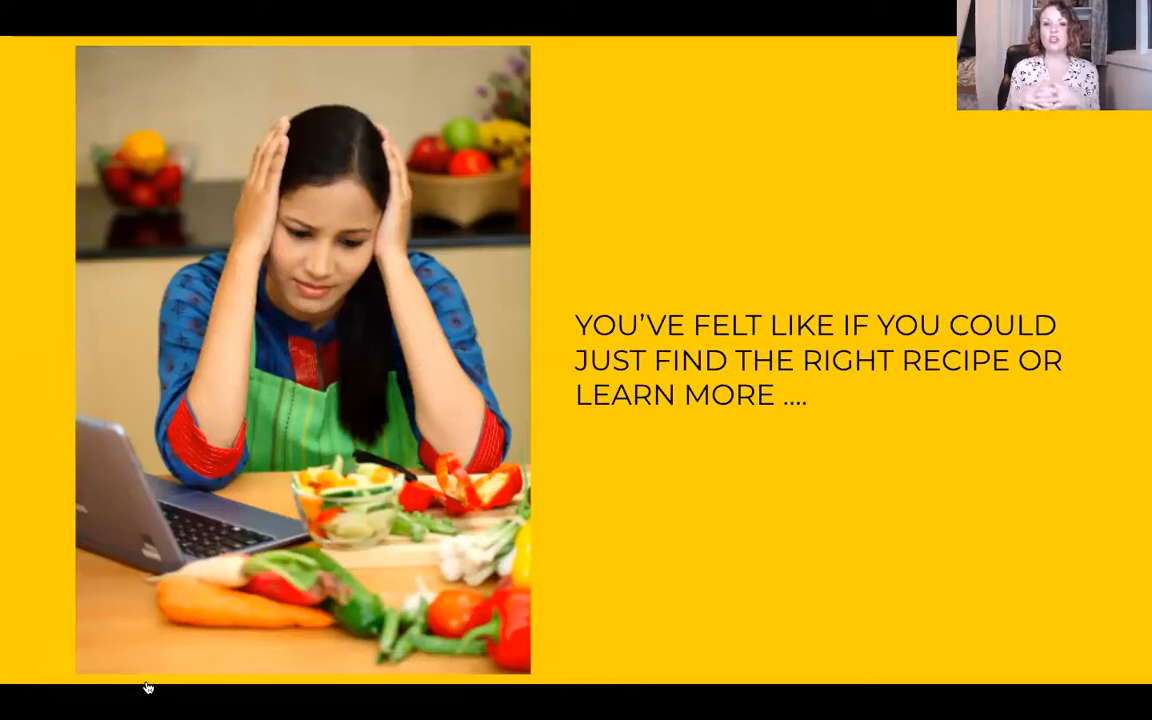 YOU’VE FELT LIKE IF YOU COULD
JUST FIND THE RIGHT RECIPE OR
LEARN MORE ....